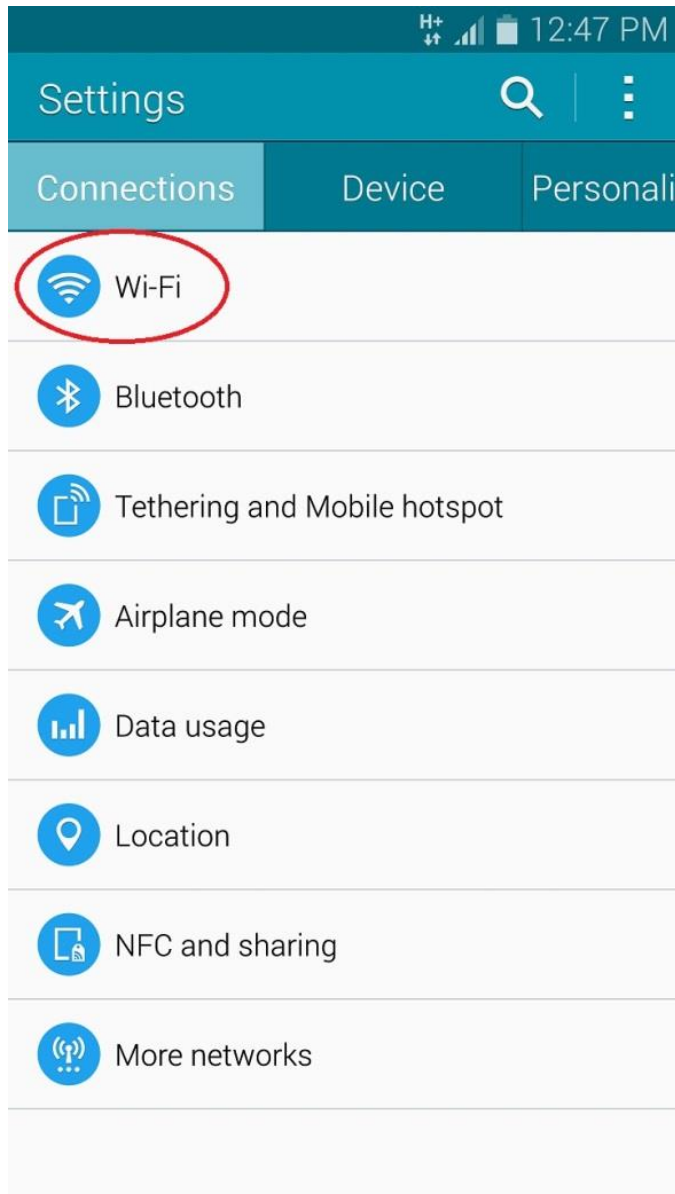 H+ 12:47 PM
Settings
Connections Device Personali
Wi-Fi
Bluetooth
Tethering and Mobile hotspot
Airplane mode
Data usage
Location
NFC and sharing
More networks